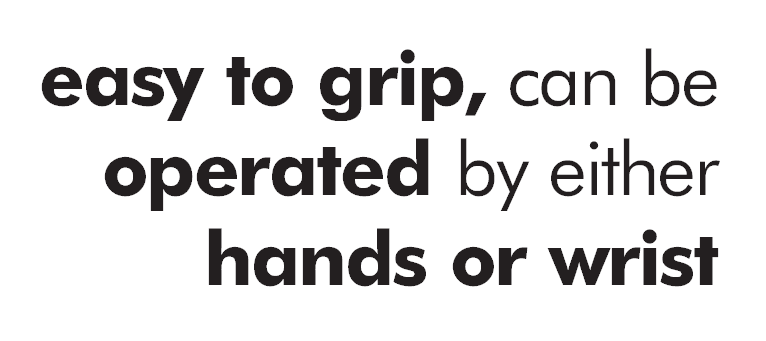 easy to grip, can be
operated by either
hands or wrist